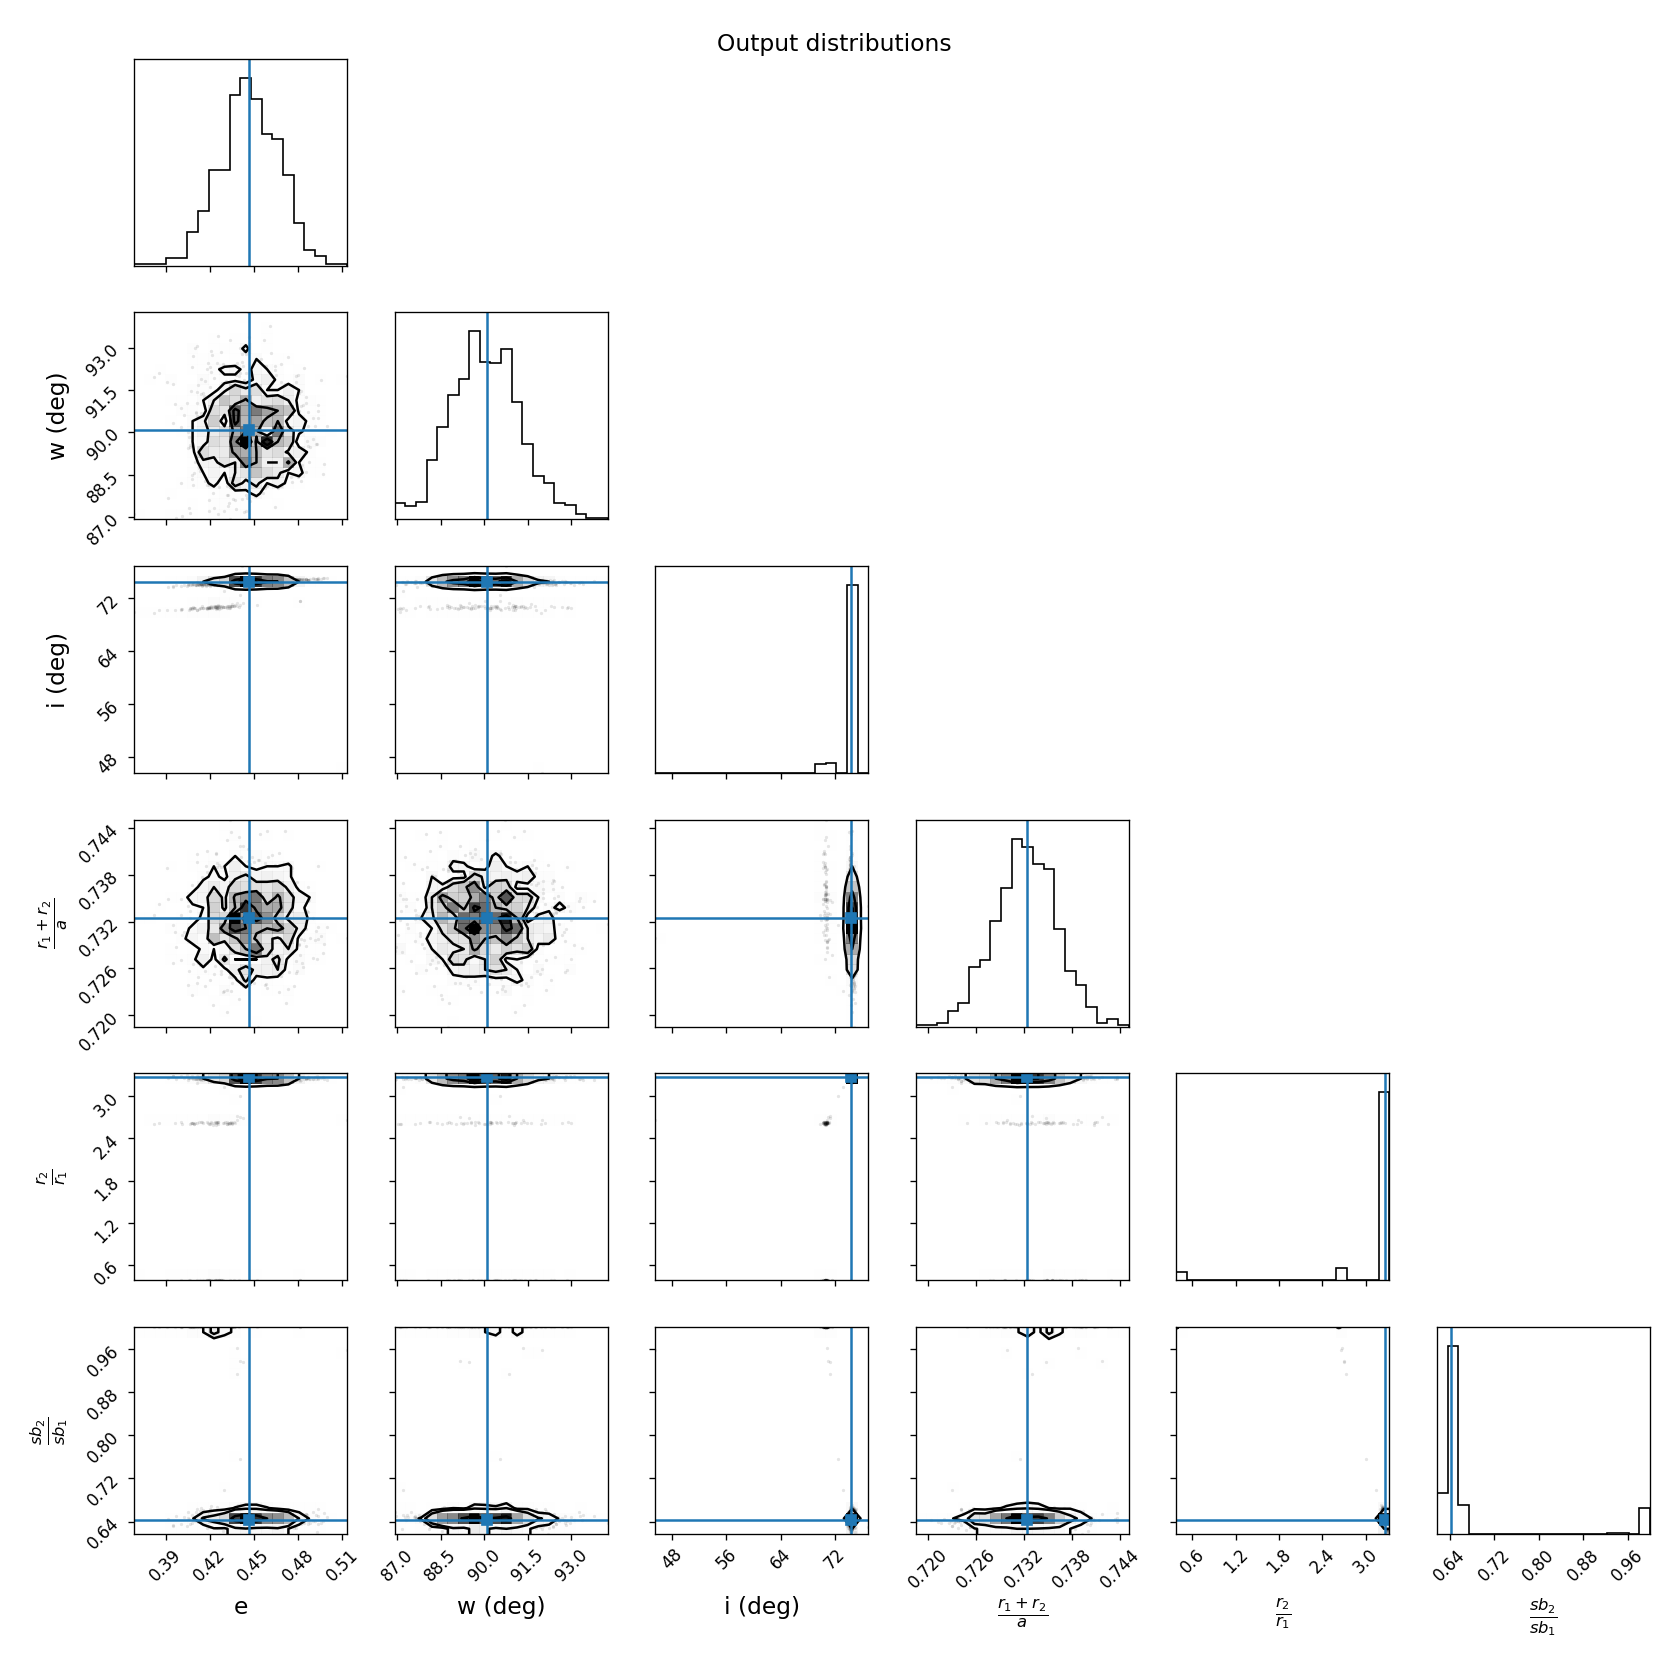 Output distributions
w (deg)
93.0
91.5
90.0
88.5
87.0
i (deg)
72
64
56
48
r₁ + r₂
a
0.744
0.738
0.732
0.726
0.720
r₂
r₁
3.0
2.4
1.8
1.2
0.6
sb₂
sb₁
0.96
0.88
0.80
0.72
0.64
0.39 0.42 0.45 0.48 0.51 87.0 88.5 90.0 91.5 93.0 48 56 64 72 0.720 0.726 0.732 0.738 0.744 0.6 1.2 1.8 2.4 3.0 0.64 0.72 0.80 0.88 0.96
e w (deg) i (deg)
r₁ + r₂ r₂ sb₂
a r₁ sb₁